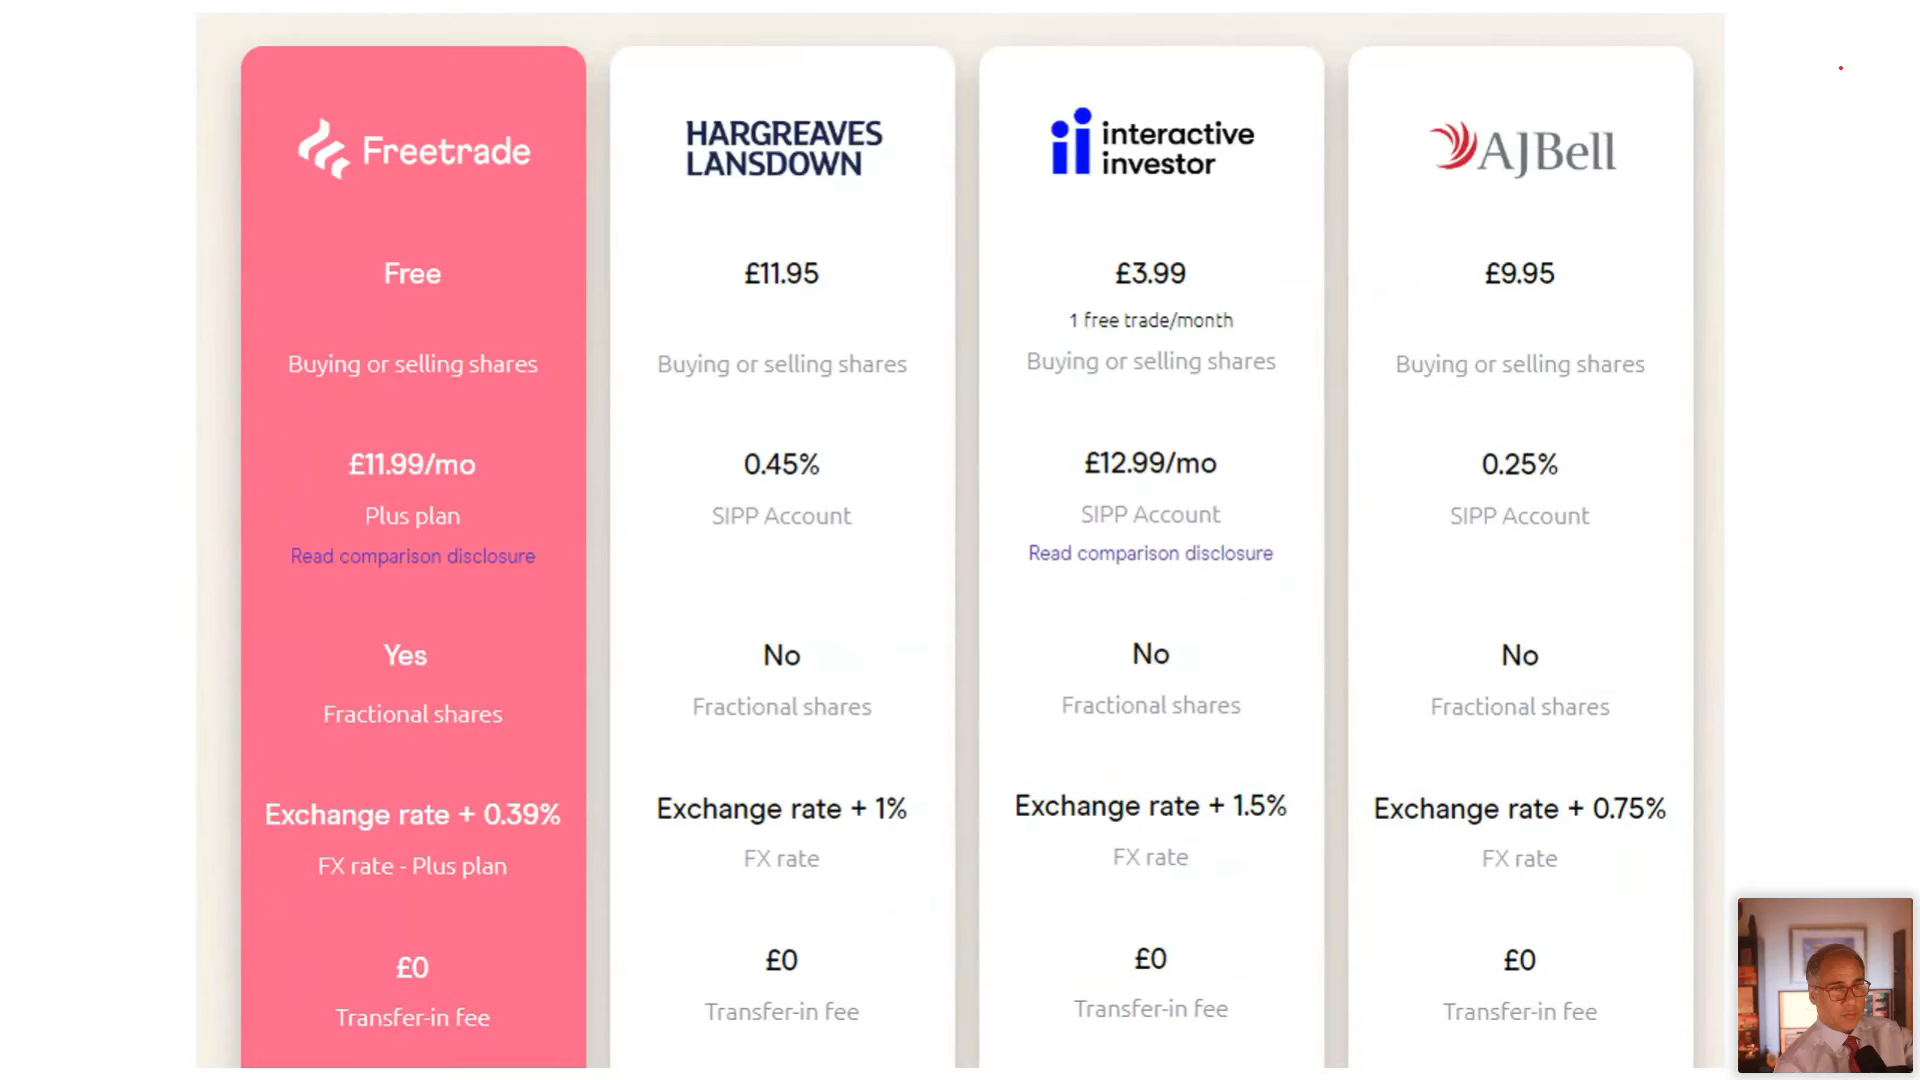 Freetrade
Free
Buying or selling shares
£11.99/mo
Plus plan
Read comparison disclosure
Yes
Fractional shares
Exchange rate + 0.39%
FX rate - Plus plan
£0
Transfer-in fee
HARGREAVES
LANSDOWN
£11.95
Buying or selling shares
0.45%
SIPP Account
No
Fractional shares
Exchange rate + 1%
FX rate
£0
Transfer-in fee
interactive
investor
£3.99
1 free trade/month
Buying or selling shares
£12.99/mo
SIPP Account
Read comparison disclosure
No
Fractional shares
Exchange rate + 1.5%
FX rate
£0
Transfer-in fee
AJBell
£9.95
Buying or selling shares
0.25%
SIPP Account
No
Fractional shares
Exchange rate + 0.75%
FX rate
£0
Transfer-in fee